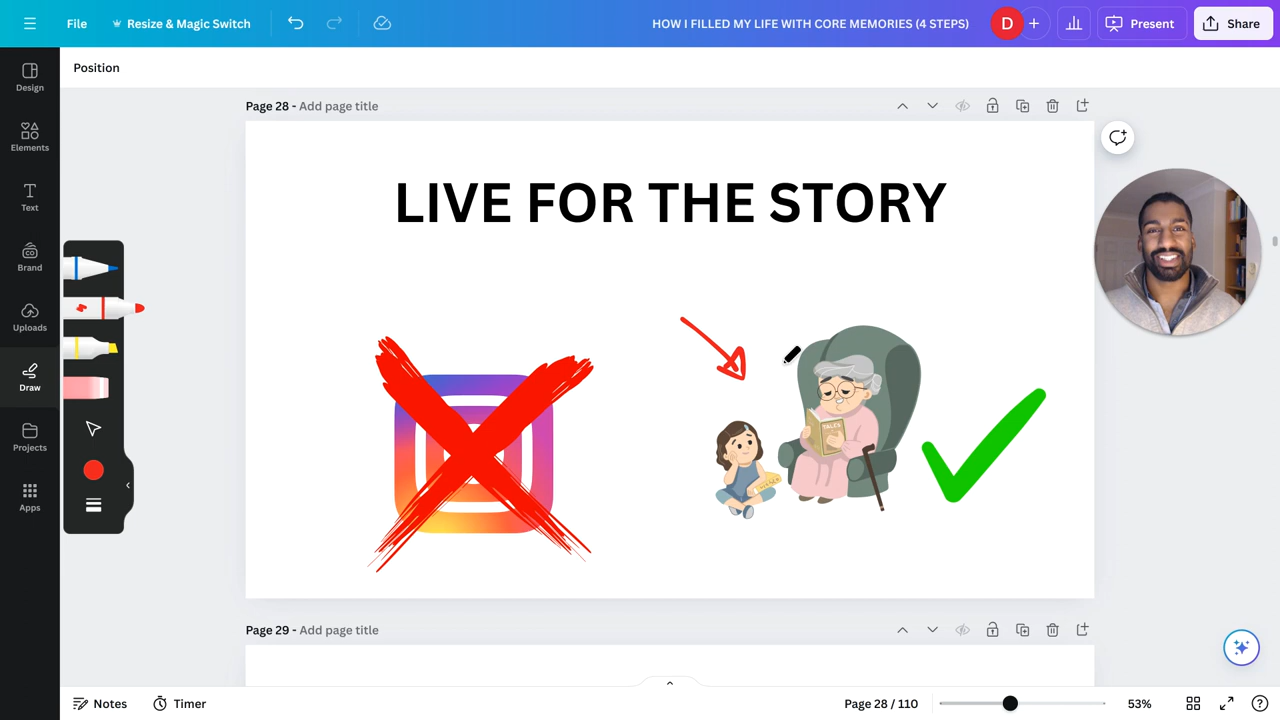 File
Resize & Magic Switch
HOW I FILLED MY LIFE WITH CORE MEMORIES (4 STEPS)
D
Present
Share
Position
Design
Elements
Text
Brand
Uploads
Draw
Projects
Apps
Page 28 - Add page title
LIVE FOR THE STORY
TALES
Page 29 - Add page title
Notes
Timer
Page 28 / 110
53%